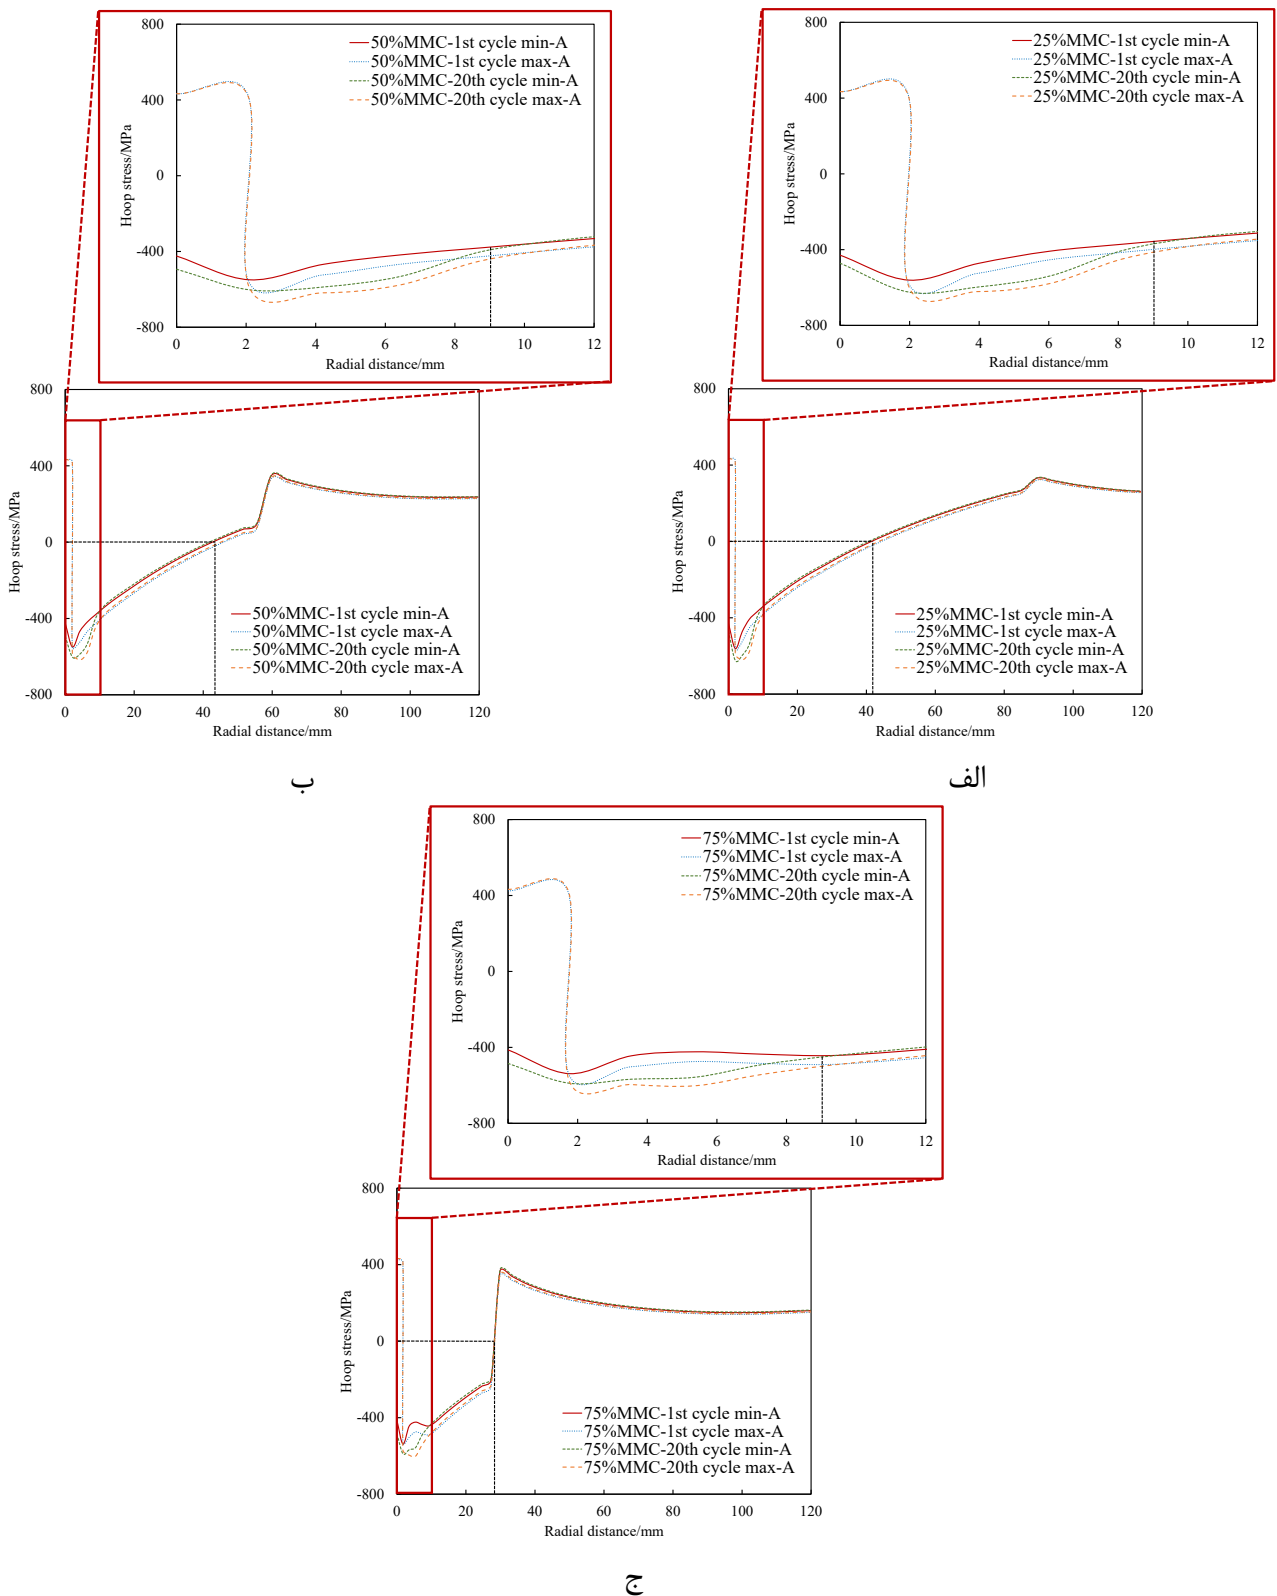 800
400
0
-400
-800
Hoop stress/MPa
50%MMC-1st cycle min-A
50%MMC-1st cycle max-A
50%MMC-20th cycle min-A
50%MMC-20th cycle max-A
0 2 4 6 8 10 12
Radial distance/mm
800
400
0
-400
-800
Hoop stress/MPa
50%MMC-1st cycle min-A
50%MMC-1st cycle max-A
50%MMC-20th cycle min-A
50%MMC-20th cycle max-A
0 20 40 60 80 100 120
Radial distance/mm
ب
800
400
0
-400
-800
Hoop stress/MPa
25%MMC-1st cycle min-A
25%MMC-1st cycle max-A
25%MMC-20th cycle min-A
25%MMC-20th cycle max-A
0 2 4 6 8 10 12
Radial distance/mm
800
400
0
-400
-800
Hoop stress/MPa
25%MMC-1st cycle min-A
25%MMC-1st cycle max-A
25%MMC-20th cycle min-A
25%MMC-20th cycle max-A
0 20 40 60 80 100 120
Radial distance/mm
الف
800
400
0
-400
-800
Hoop stress/MPa
75%MMC-1st cycle min-A
75%MMC-1st cycle max-A
75%MMC-20th cycle min-A
75%MMC-20th cycle max-A
0 2 4 6 8 10 12
Radial distance/mm
800
400
0
-400
-800
Hoop stress/MPa
75%MMC-1st cycle min-A
75%MMC-1st cycle max-A
75%MMC-20th cycle min-A
75%MMC-20th cycle max-A
0 20 40 60 80 100 120
Radial distance/mm
ج